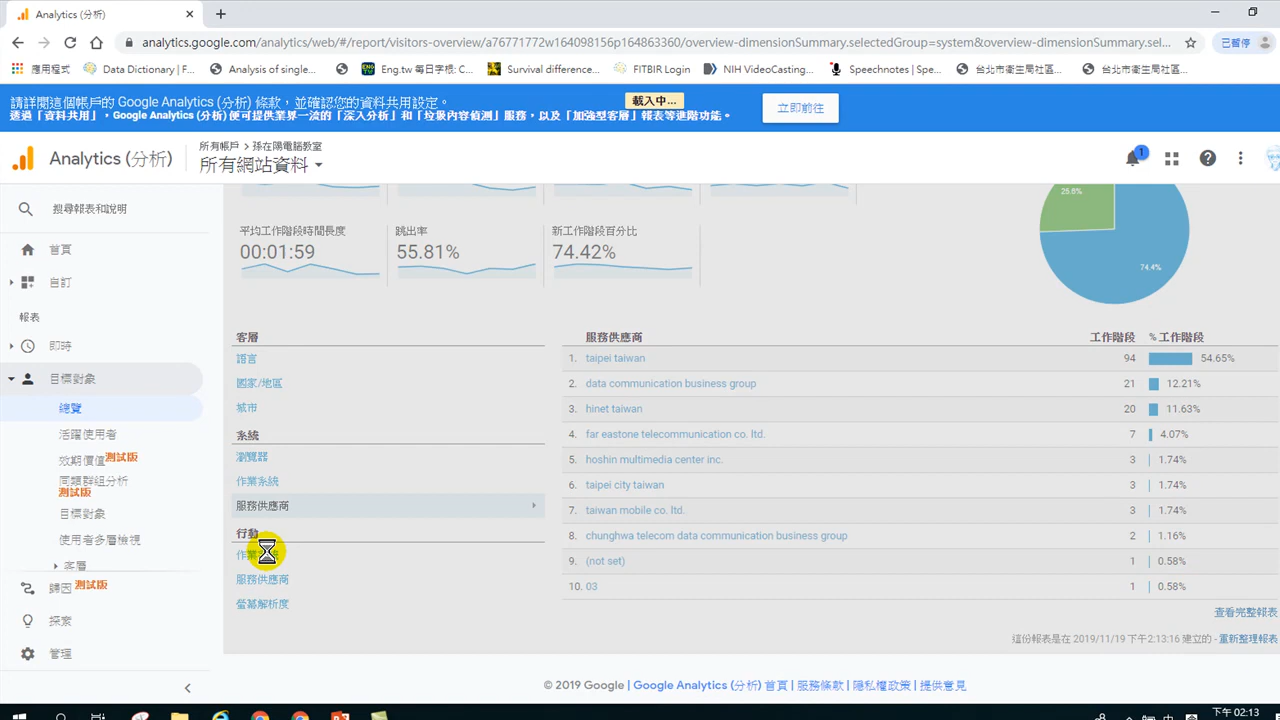 Analytics (分析)
analytics.google.com/analytics/web/#/report/visitors-overview/a76771772w164098156p164863360/overview-dimensionSummary.selectedGroup=system&overview-dimensionSummary.sel...
已暫停
應用程式
Data Dictionary | F...
Analysis of single...
Eng.tw 每日字根: C...
Survival difference...
FITBIR Login
NIH VideoCasting...
Speechnotes | Spe...
台北市衛生局社區...
台北市衛生局社區...
請詳閱這個帳戶的 Google Analytics (分析) 條款，並確認您的資料共用設定。
載入中...
透過「資料共用」，Google Analytics (分析) 便可提供業界一流的「深入分析」和「垃圾內容偵測」服務，以及「加強型客層」報表等進階功能。
立即前往
Analytics (分析)
所有帳戶 > 孫在陽電腦教室
所有網站資料
1
搜尋報表和說明
首頁
自訂
報表
即時
目標對象
總覽
活躍使用者
效期價值測試版
同類群組分析
測試版
目標對象
使用者多層檢視
客層
歸因 測試版
探索
管理
平均工作階段時間長度
00:01:59
跳出率
55.81%
新工作階段百分比
74.42%
25.6%
74.4%
客層
語言
國家/地區
城市
系統
瀏覽器
作業系統
服務供應商
行動
作業系統
服務供應商
螢幕解析度
服務供應商 工作階段 % 工作階段
1. taipei taiwan 94 54.65%
2. data communication business group 21 12.21%
3. hinet taiwan 20 11.63%
4. far eastone telecommunication co. ltd. 7 4.07%
5. hoshin multimedia center inc. 3 1.74%
6. taipei city taiwan 3 1.74%
7. taiwan mobile co. ltd. 3 1.74%
8. chunghwa telecom data communication business group 2 1.16%
9. (not set) 1 0.58%
10. 03 1 0.58%
查看完整報表
這份報表是在 2019/11/19 下午2:13:16 建立的 - 重新整理報表
© 2019 Google | Google Analytics (分析) 首頁 | 服務條款 | 隱私權政策 | 提供意見
下午 02:13